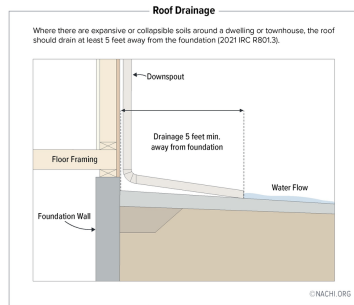 Roof Drainage
Where there are expansive or collapsible soils around a dwelling or townhouse, the roof
should drain at least 5 feet away from the foundation (2021 IRC R801.3).
Downspout
Drainage 5 feet min.
away from foundation
Floor Framing
Water Flow
Foundation Wall
©NACHI.ORG